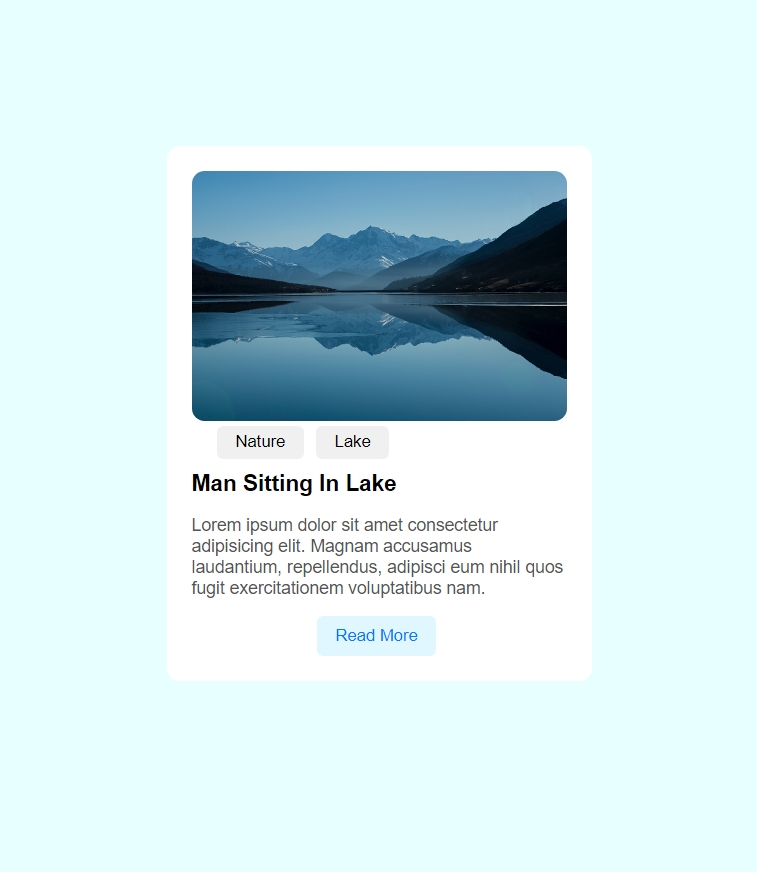 Nature Lake
Man Sitting In Lake
Lorem ipsum dolor sit amet consectetur
adipisicing elit. Magnam accusamus
laudantium, repellendus, adipisci eum nihil quos
fugit exercitationem voluptatibus nam.
Read More